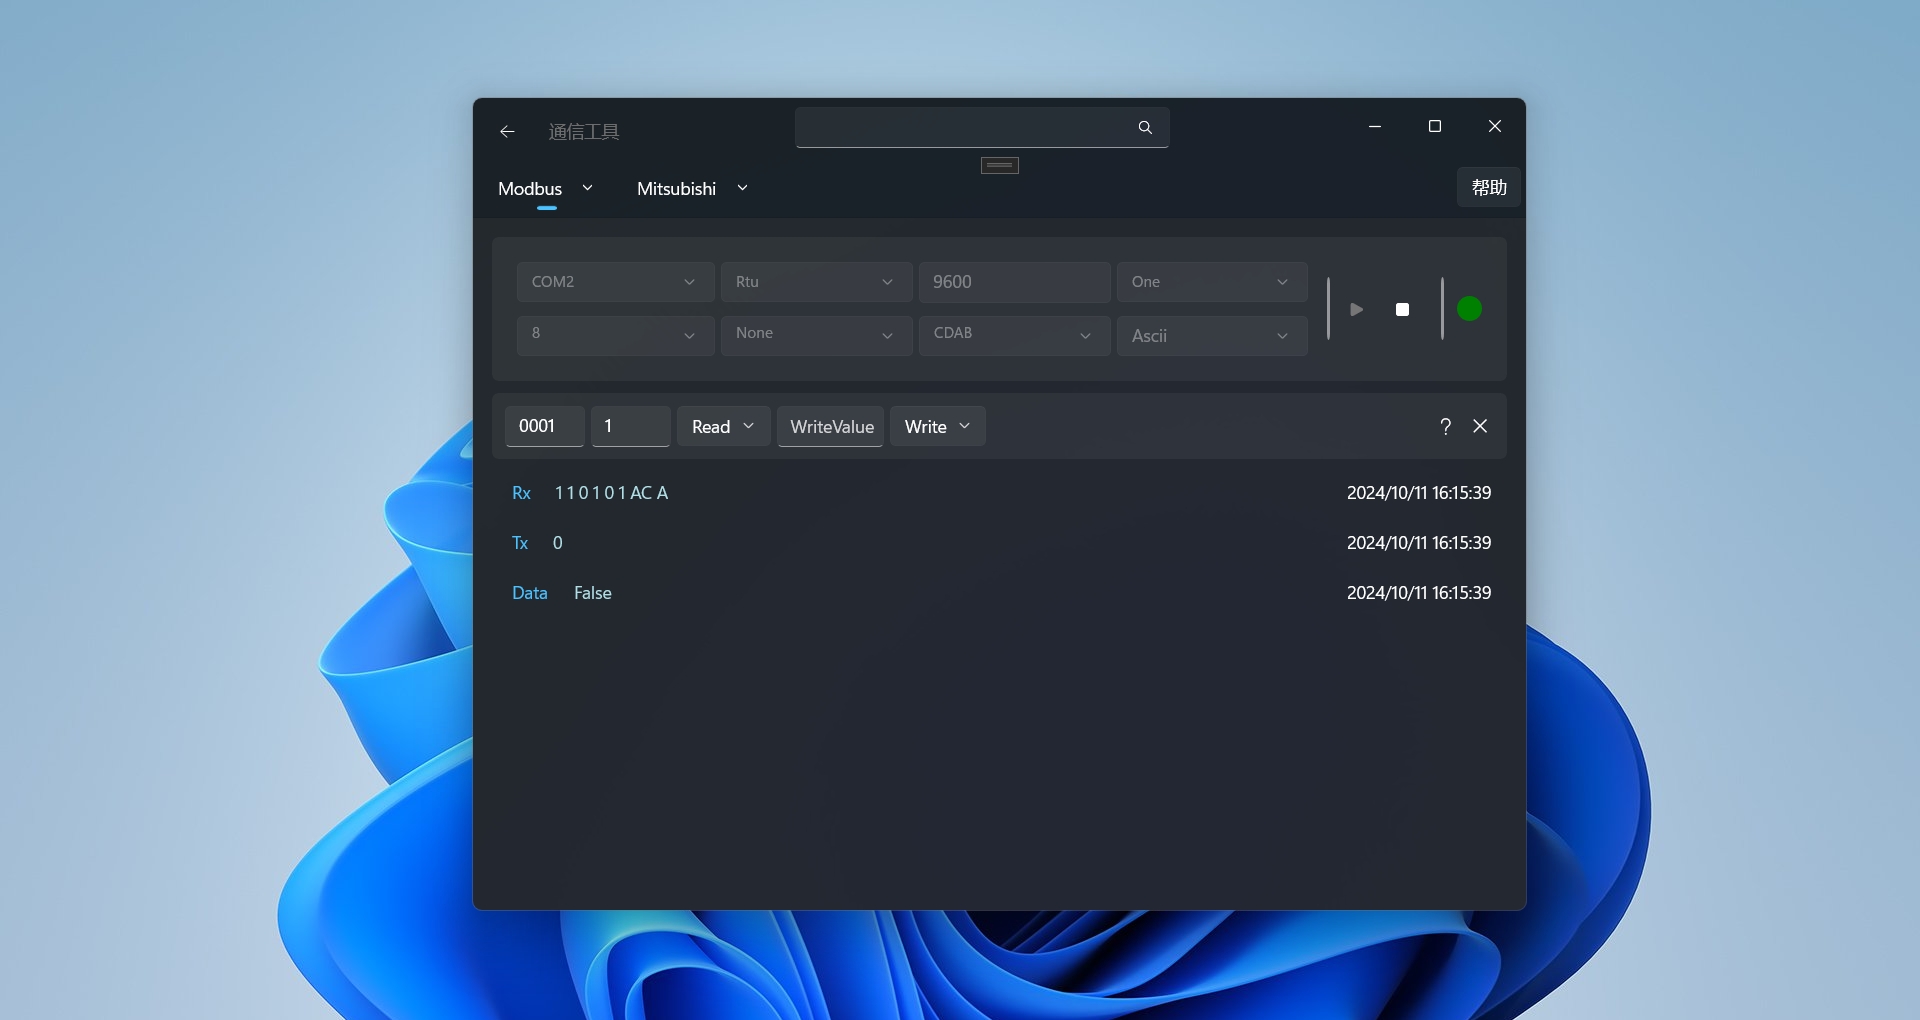 通信工具
Modbus Mitsubishi 帮助
COM2 Rtu 9600 One
8 None CDAB Ascii
0001 1 Read WriteValue Write ?
Rx 1 1 0 1 0 1 AC A 2024/10/11 16:15:39
Tx 0 2024/10/11 16:15:39
Data False 2024/10/11 16:15:39